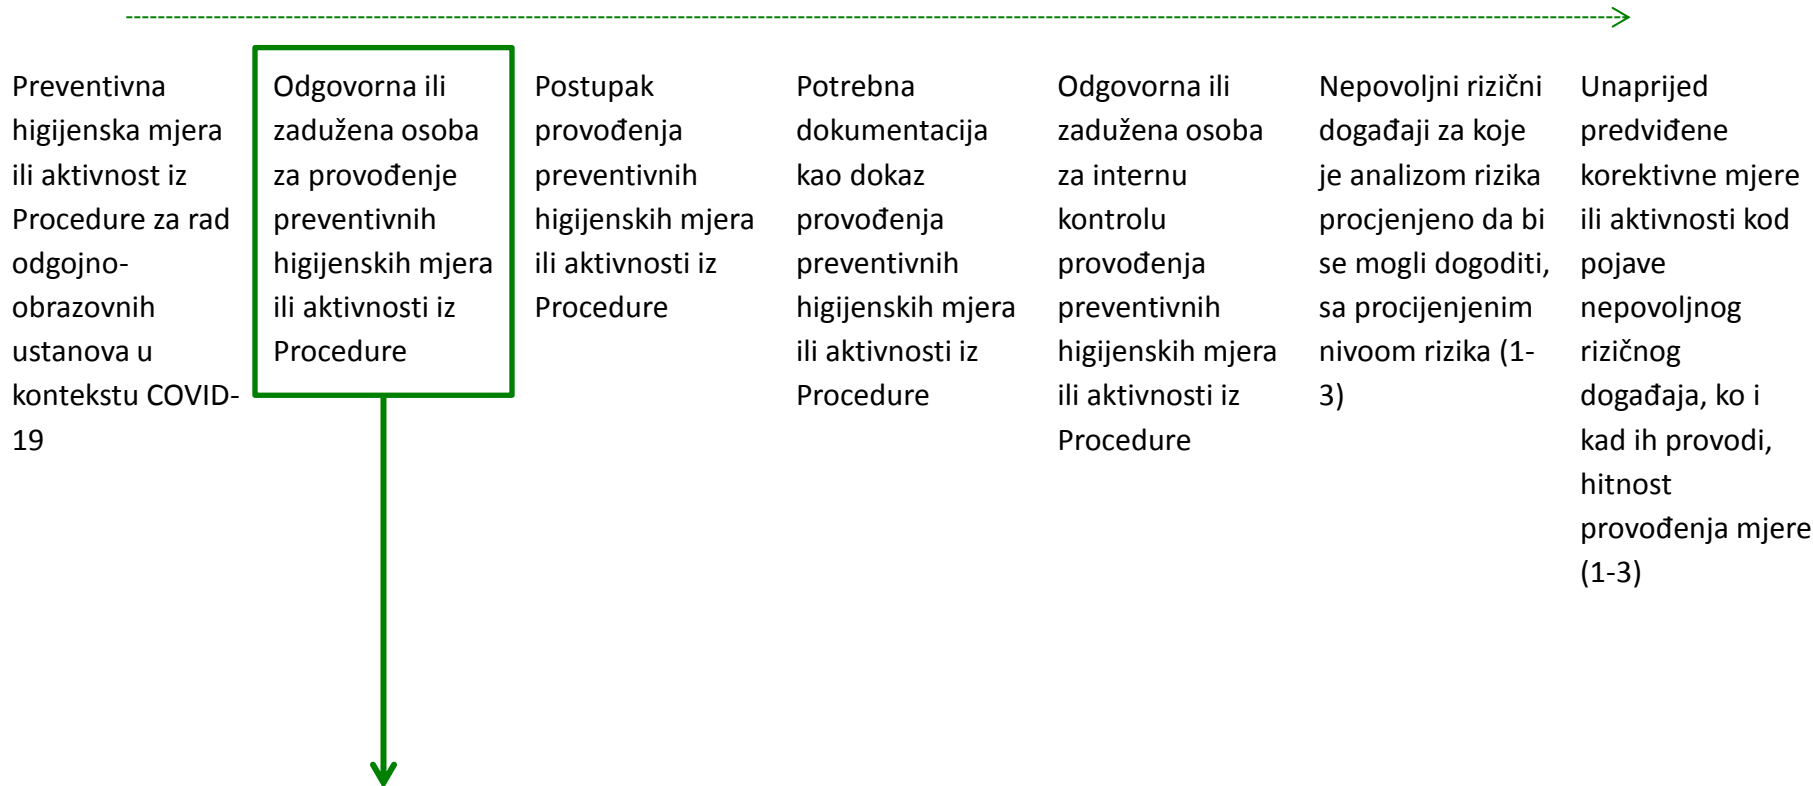 Preventivna
higijenska mjera
ili aktivnost iz
Procedure za rad
odgojno-
obrazovnih
ustanova u
kontekstu COVID-
19
Odgovorna ili
zadužena osoba
za provođenje
preventivnih
higijenskih mjera
ili aktivnosti iz
Procedure
Postupak
provođenja
preventivnih
higijenskih mjera
ili aktivnosti iz
Procedure
Potrebna
dokumentacija
kao dokaz
provođenja
preventivnih
higijenskih mjera
ili aktivnosti iz
Procedure
Odgovorna ili
zadužena osoba
za internu
kontrolu
provođenja
preventivnih
higijenskih mjera
ili aktivnosti iz
Procedure
Nepovoljni rizični
događaji za koje
je analizom rizika
procjenjeno da bi
se mogli dogoditi,
sa procijenjenim
nivoom rizika (1-
3)
Unaprijed
predviđene
korektivne mjere
ili aktivnosti kod
pojave
nepovoljnog
rizičnog
događaja, ko i
kad ih provodi,
hitnost
provođenja mjere
(1-3)